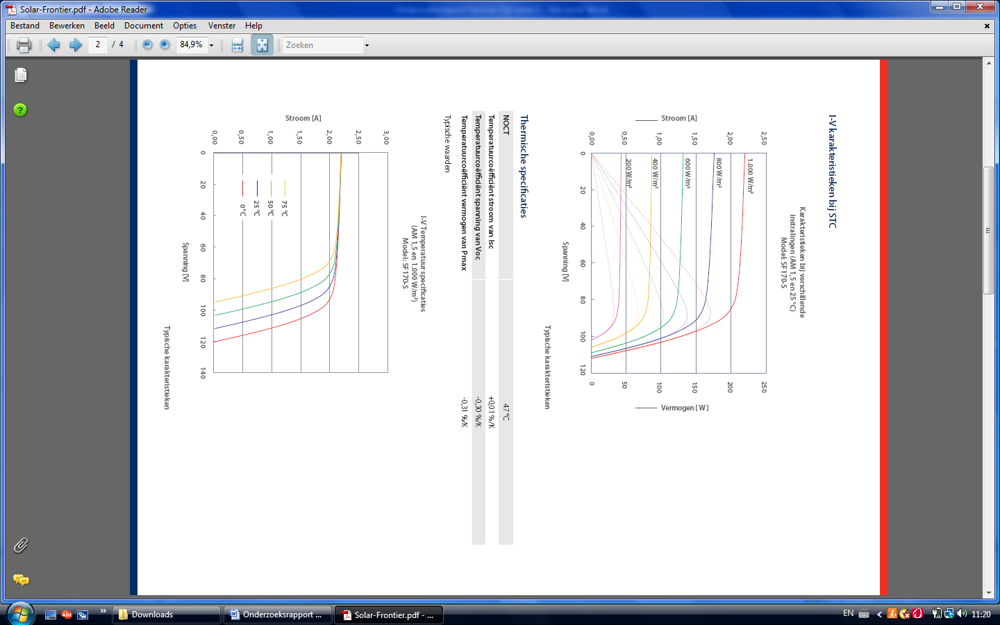 Solar-Frontier.pdf - Adobe Reader
Bestand Bewerken Beeld Document Opties Venster Help
2 / 4 84,9% Zoeken
I-V karakteristieken bij STC
Karakteristieken bij verschillende
Instralingen (AM 1,5 en 25 °C)
Model: SF170-S
Stroom [A]
0,00 0,50 1,00 1,50 2,00 2,50
0 20 40 60 80 100 120
Spanning [V]
1.000 W/m²
800 W/m²
600 W/m²
400 W/m²
200 W/m²
0 50 100 150 200 250
Vermogen [ W ]
Typische karakteristieken
Thermische specificaties
NOCT 47 °C
Temperatuurcoëfficiënt stroom van Isc +0,01 %/K
Temperatuurcoëfficiënt spanning van Voc -0,30 %/K
Temperatuurcoëfficiënt vermogen van Pmax -0,31 %/K
Typische waarden
I-V Temperatuur specificaties
(AM 1,5 en 1.000 W/m²)
Model: SF170-S
Stroom [A]
0,00 0,50 1,00 1,50 2,00 2,50 3,00
0 20 40 60 80 100 120 140
Spanning [V]
75 °C
50 °C
25 °C
0°C
Typische karakteristieken
Downloads
Onderzoeksrapport ...
Solar-Frontier.pdf - ...
EN
11:20